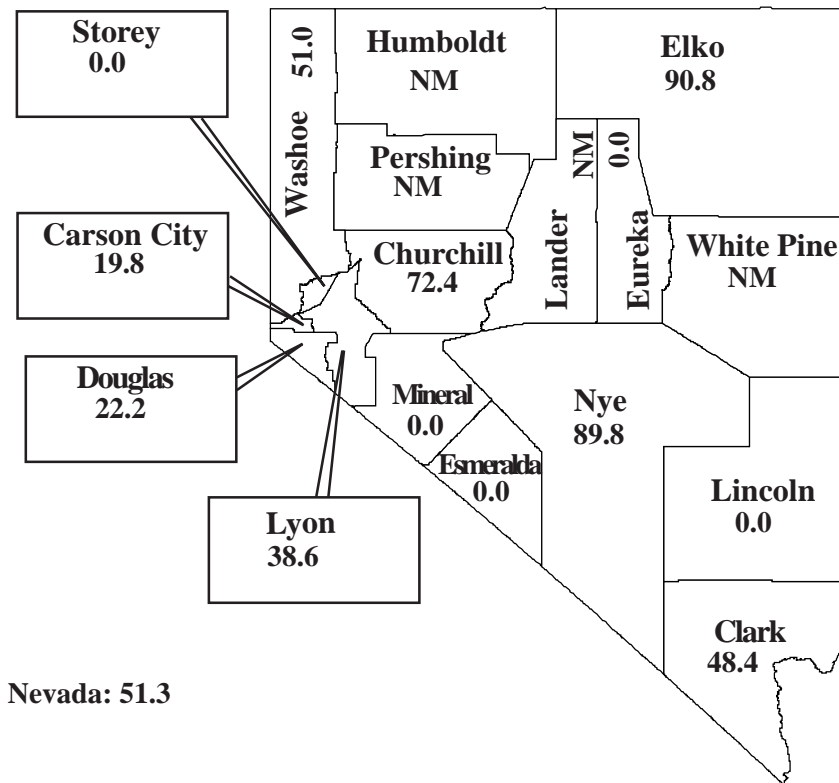 Storey
0.0
Washoe 51.0
Humboldt
NM
Elko
90.8
Pershing
NM
Lander NM
Eureka 0.0
Carson City
19.8
Churchill
72.4
White Pine
NM
Douglas
22.2
Mineral
0.0
Nye
89.8
Esmeralda
0.0
Lincoln
0.0
Lyon
38.6
Clark
48.4
Nevada: 51.3